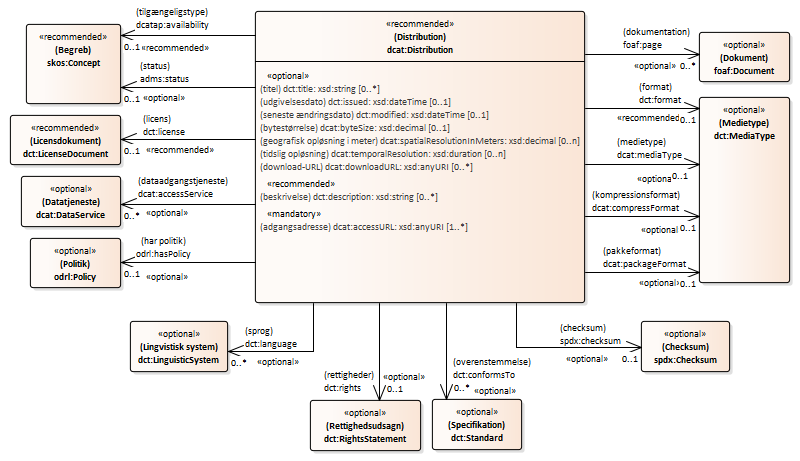 «recommended»
(Distribution)
dcat:Distribution
«optional»
(titel) dct:title: xsd:string [0..*]
(udgivelsesdato) dct:issued: xsd:dateTime [0..1]
(seneste ændringsdato) dct:modified: xsd:dateTime [0..1]
(bytestørrelse) dcat:byteSize: xsd:decimal [0..1]
(geografisk opløsning i meter) dcat:spatialResolutionInMeters: xsd:decimal [0..n]
(tidslig opløsning) dcat:temporalResolution: xsd:duration [0..n]
(download-URL) dcat:downloadURL: xsd:anyURI [0..*]
«recommended»
(beskrivelse) dct:description: xsd:string [0..*]
«mandatory»
(adgangsadresse) dcat:accessURL: xsd:anyURI [1..*]
(tilgængeligstype)
dcatap:availability
0..1 «recommended»
«recommended»
(Begreb)
skos:Concept
(status)
adms:status
0..1 «optional»
(licens)
dct:license
0..1 «recommended»
«recommended»
(Licensdokument)
dct:LicenseDocument
(dataadgangstjeneste)
dcat:accessService
0..* «optional»
«optional»
(Datatjeneste)
dcat:DataService
(har politik)
odrl:hasPolicy
0..1 «optional»
«optional»
(Politik)
odrl:Policy
(dokumentation)
foaf:page
«optional» 0..*
«optional»
(Dokument)
foaf:Document
(format)
dct:format
«recommended» 0..1
«optional»
(Medietype)
dct:MediaType
(medietype)
dcat:mediaType
«optional» 0..1
(kompressionsformat)
dcat:compressFormat
«optional» 0..1
(pakkeformat)
dcat:packageFormat
«optional» 0..1
«optional»
(Lingvistisk system)
dct:LinguisticSystem
(sprog)
dct:language
0..* «optional»
(rettigheder)
dct:rights
«optional»
0..1
«optional»
(Rettighedsudsagn)
dct:RightsStatement
(overenstemmelse)
dct:conformsTo
0..* «optional»
«optional»
(Specifikation)
dct:Standard
(checksum)
spdx:checksum
«optional» 0..1
«optional»
(Checksum)
spdx:Checksum